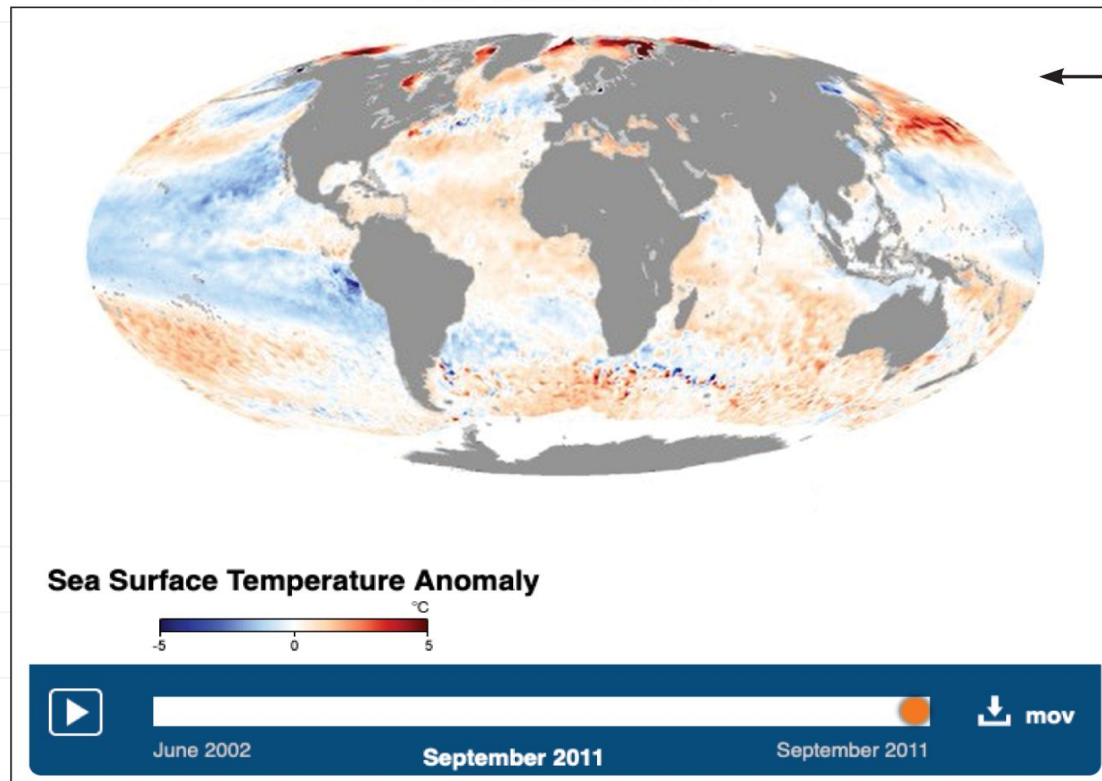 Sea Surface Temperature Anomaly
°C
-5 0 5
June 2002 September 2011 September 2011
mov